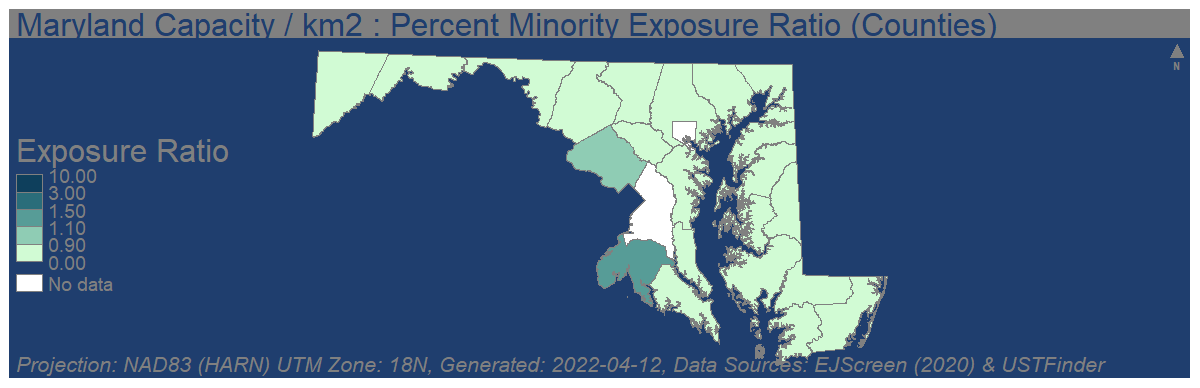 Maryland Capacity / km2 : Percent Minority Exposure Ratio (Counties)
N
Exposure Ratio
10.00
3.00
1.50
1.10
0.90
0.00
No data
Projection: NAD83 (HARN) UTM Zone: 18N, Generated: 2022-04-12, Data Sources: EJScreen (2020) & USTFinder